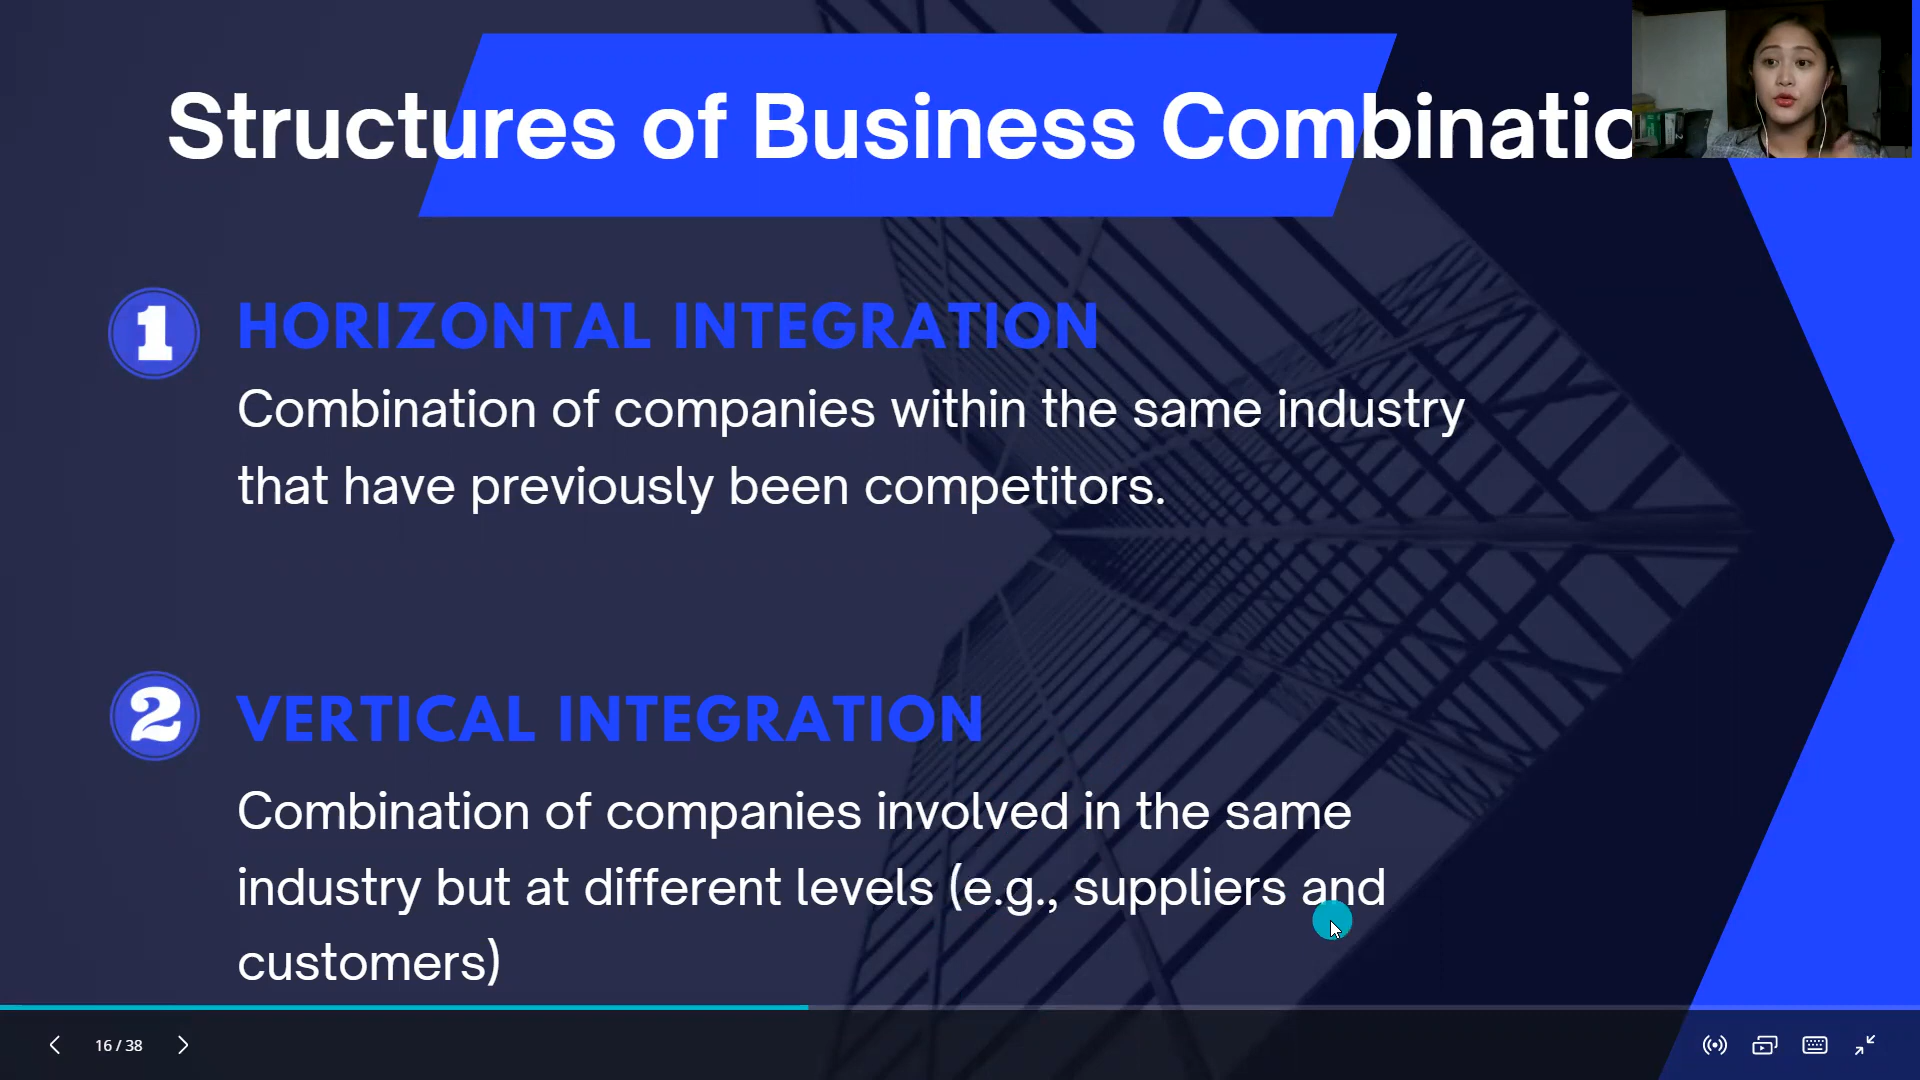 Structures of Business Combinatio
1
HORIZONTAL INTEGRATION
Combination of companies within the same industry
that have previously been competitors.
2
VERTICAL INTEGRATION
Combination of companies involved in the same
industry but at different levels (e.g., suppliers and
customers)
16 / 38